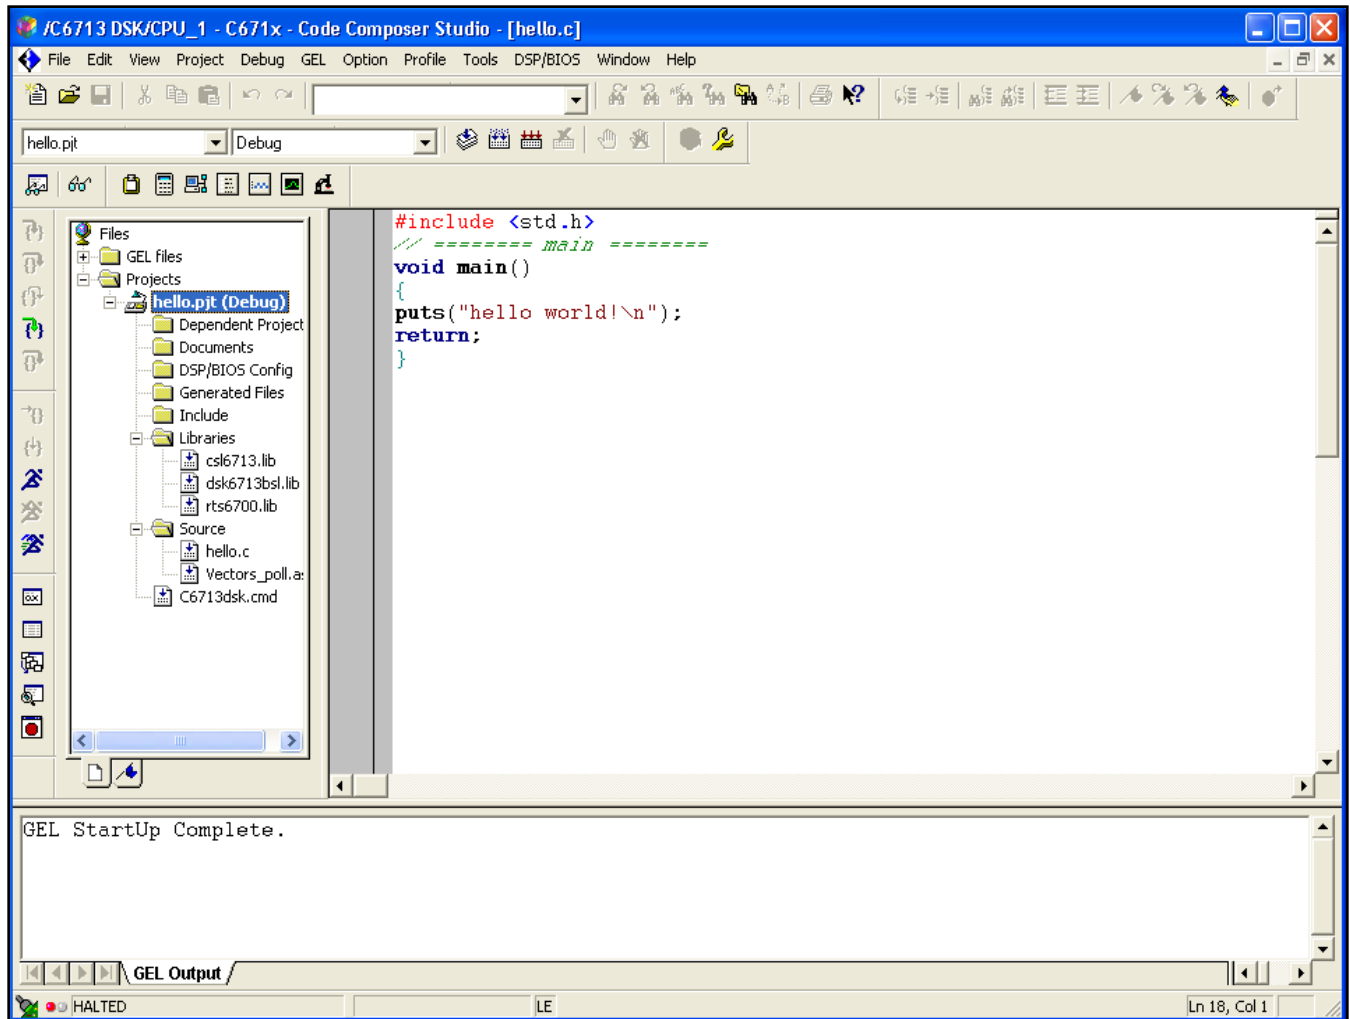 /C6713 DSK/CPU_1 - C671x - Code Composer Studio - [hello.c]
File Edit View Project Debug GEL Option Profile Tools DSP/BIOS Window Help
hello.pjt Debug
Files
GEL files
Projects
hello.pjt (Debug)
Dependent Project
Documents
DSP/BIOS Config
Generated Files
Include
Libraries
csl6713.lib
dsk6713bsl.lib
rts6700.lib
Source
hello.c
Vectors_poll.a
C6713dsk.cmd
#include <std.h>
// ======== main ========
void main()
{
puts("hello world!\n");
return;
}
GEL StartUp Complete.
GEL Output
HALTED LE Ln 18, Col 1